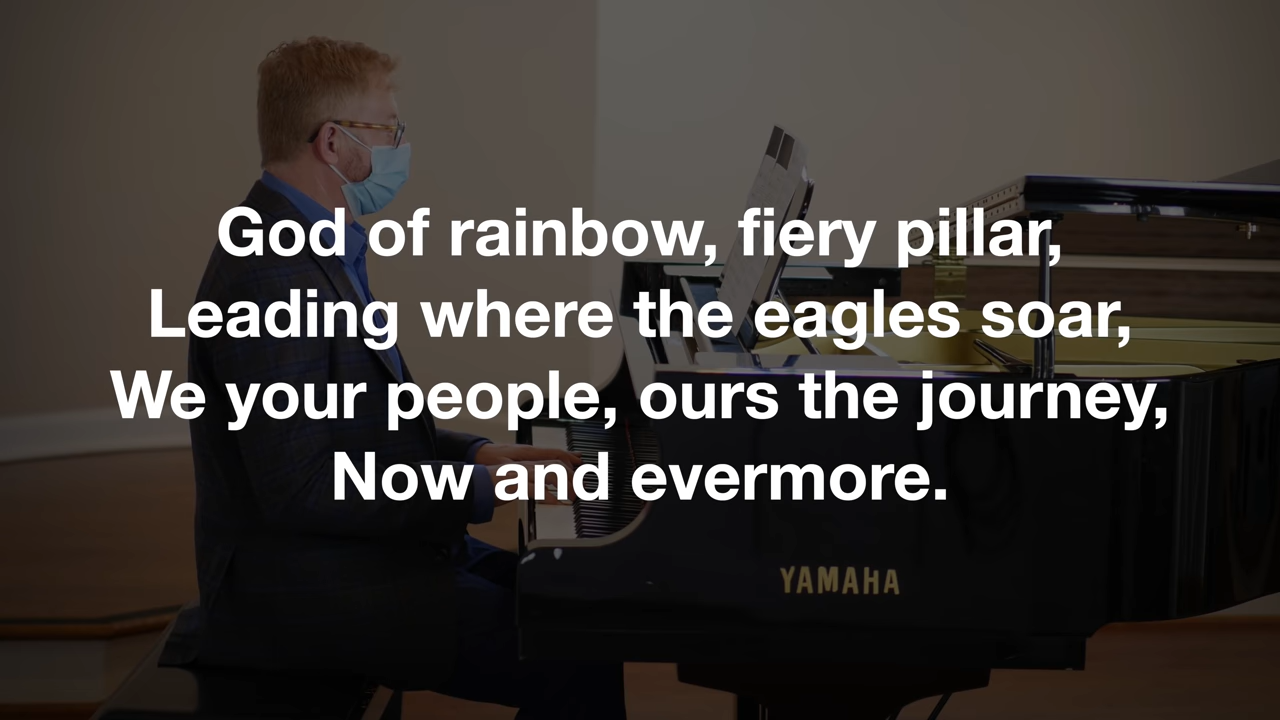 God of rainbow, fiery pillar,
Leading where the eagles soar,
We your people, ours the journey,
Now and evermore.
YAMAHA